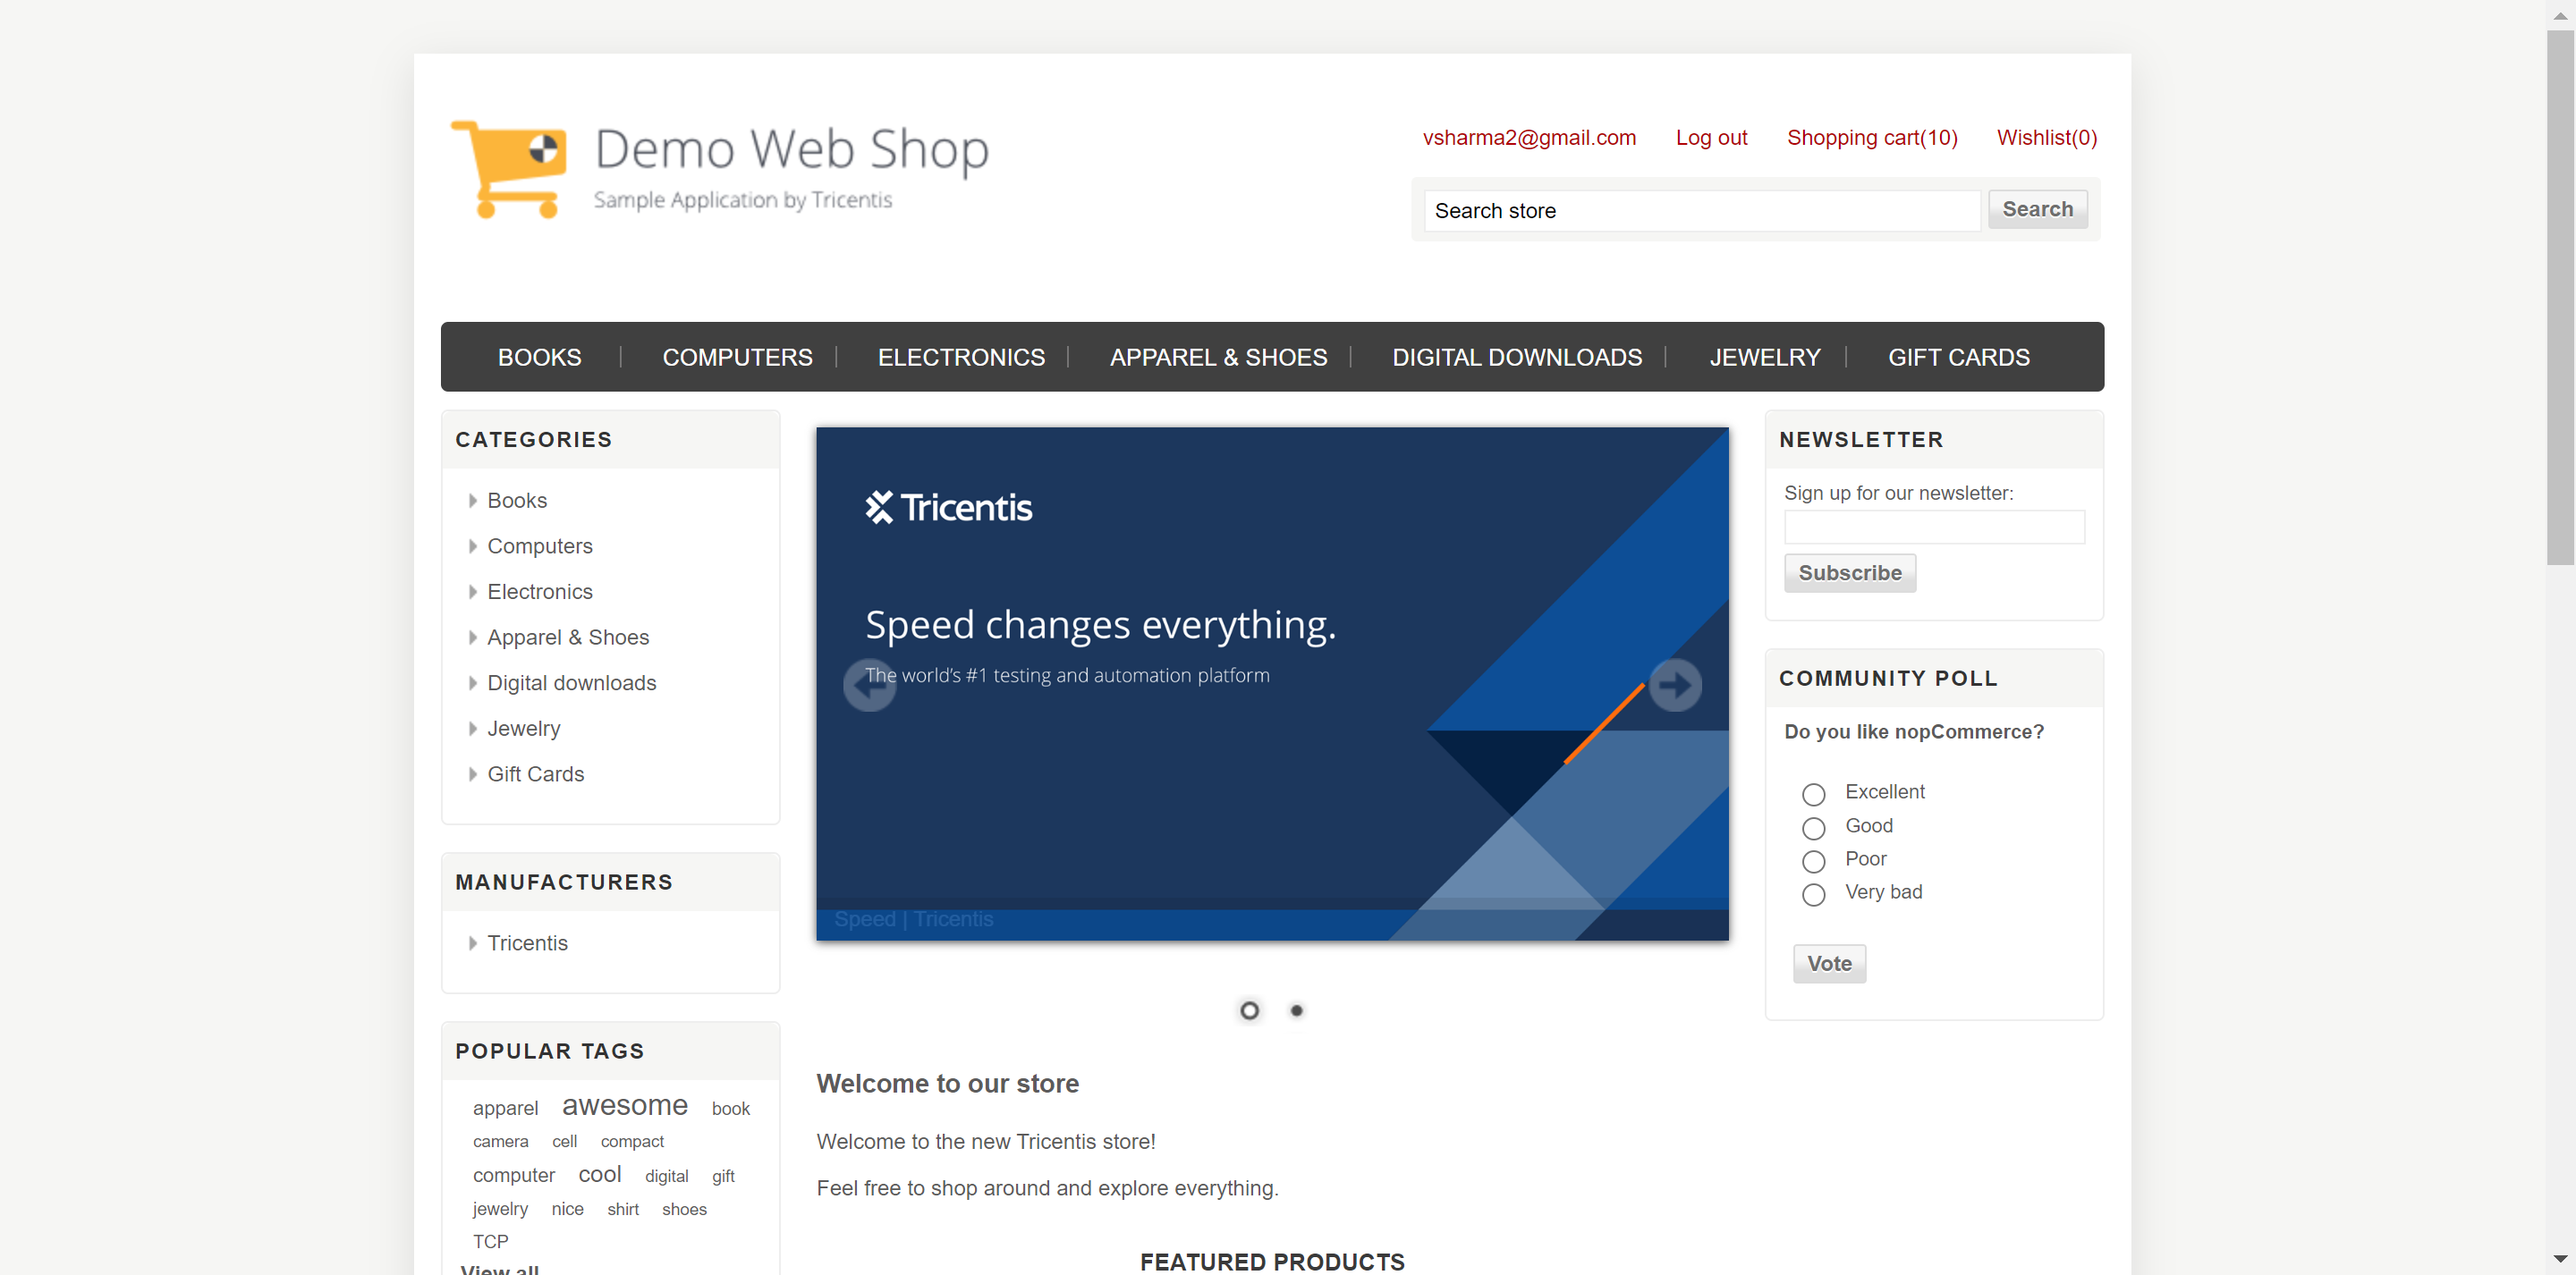 Demo Web Shop
Sample Application by Tricentis
vsharma2@gmail.com Log out Shopping cart(10) Wishlist(0)
Search store Search
BOOKS COMPUTERS ELECTRONICS APPAREL & SHOES DIGITAL DOWNLOADS JEWELRY GIFT CARDS
CATEGORIES
Books
Computers
Electronics
Apparel & Shoes
Digital downloads
Jewelry
Gift Cards
MANUFACTURERS
Tricentis
POPULAR TAGS
apparel awesome book
camera cell compact
computer cool digital gift
jewelry nice shirt shoes
TCP
View all
Tricentis
Speed changes everything.
The world's #1 testing and automation platform
Speed | Tricentis
Welcome to our store
Welcome to the new Tricentis store!
Feel free to shop around and explore everything.
FEATURED PRODUCTS
NEWSLETTER
Sign up for our newsletter:
Subscribe
COMMUNITY POLL
Do you like nopCommerce?
Excellent
Good
Poor
Very bad
Vote